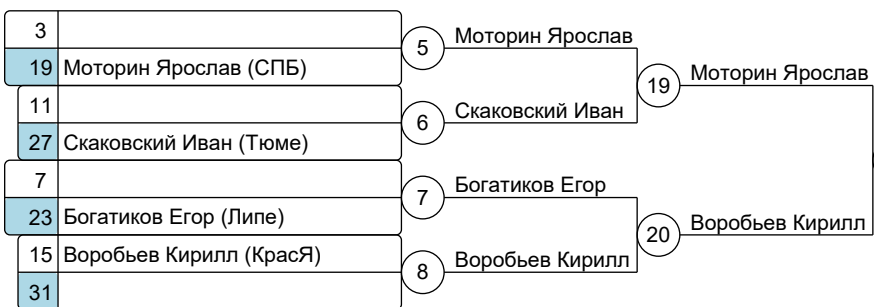 3
5
Моторин Ярослав
19 Моторин Ярослав (СПБ)
19
Моторин Ярослав
11
6
Скаковский Иван
27 Скаковский Иван (Тюме)
7
7
Богатиков Егор
23 Богатиков Егор (Липе)
20
Воробьев Кирилл
15 Воробьев Кирилл (КрасЯ)
8
Воробьев Кирилл
31